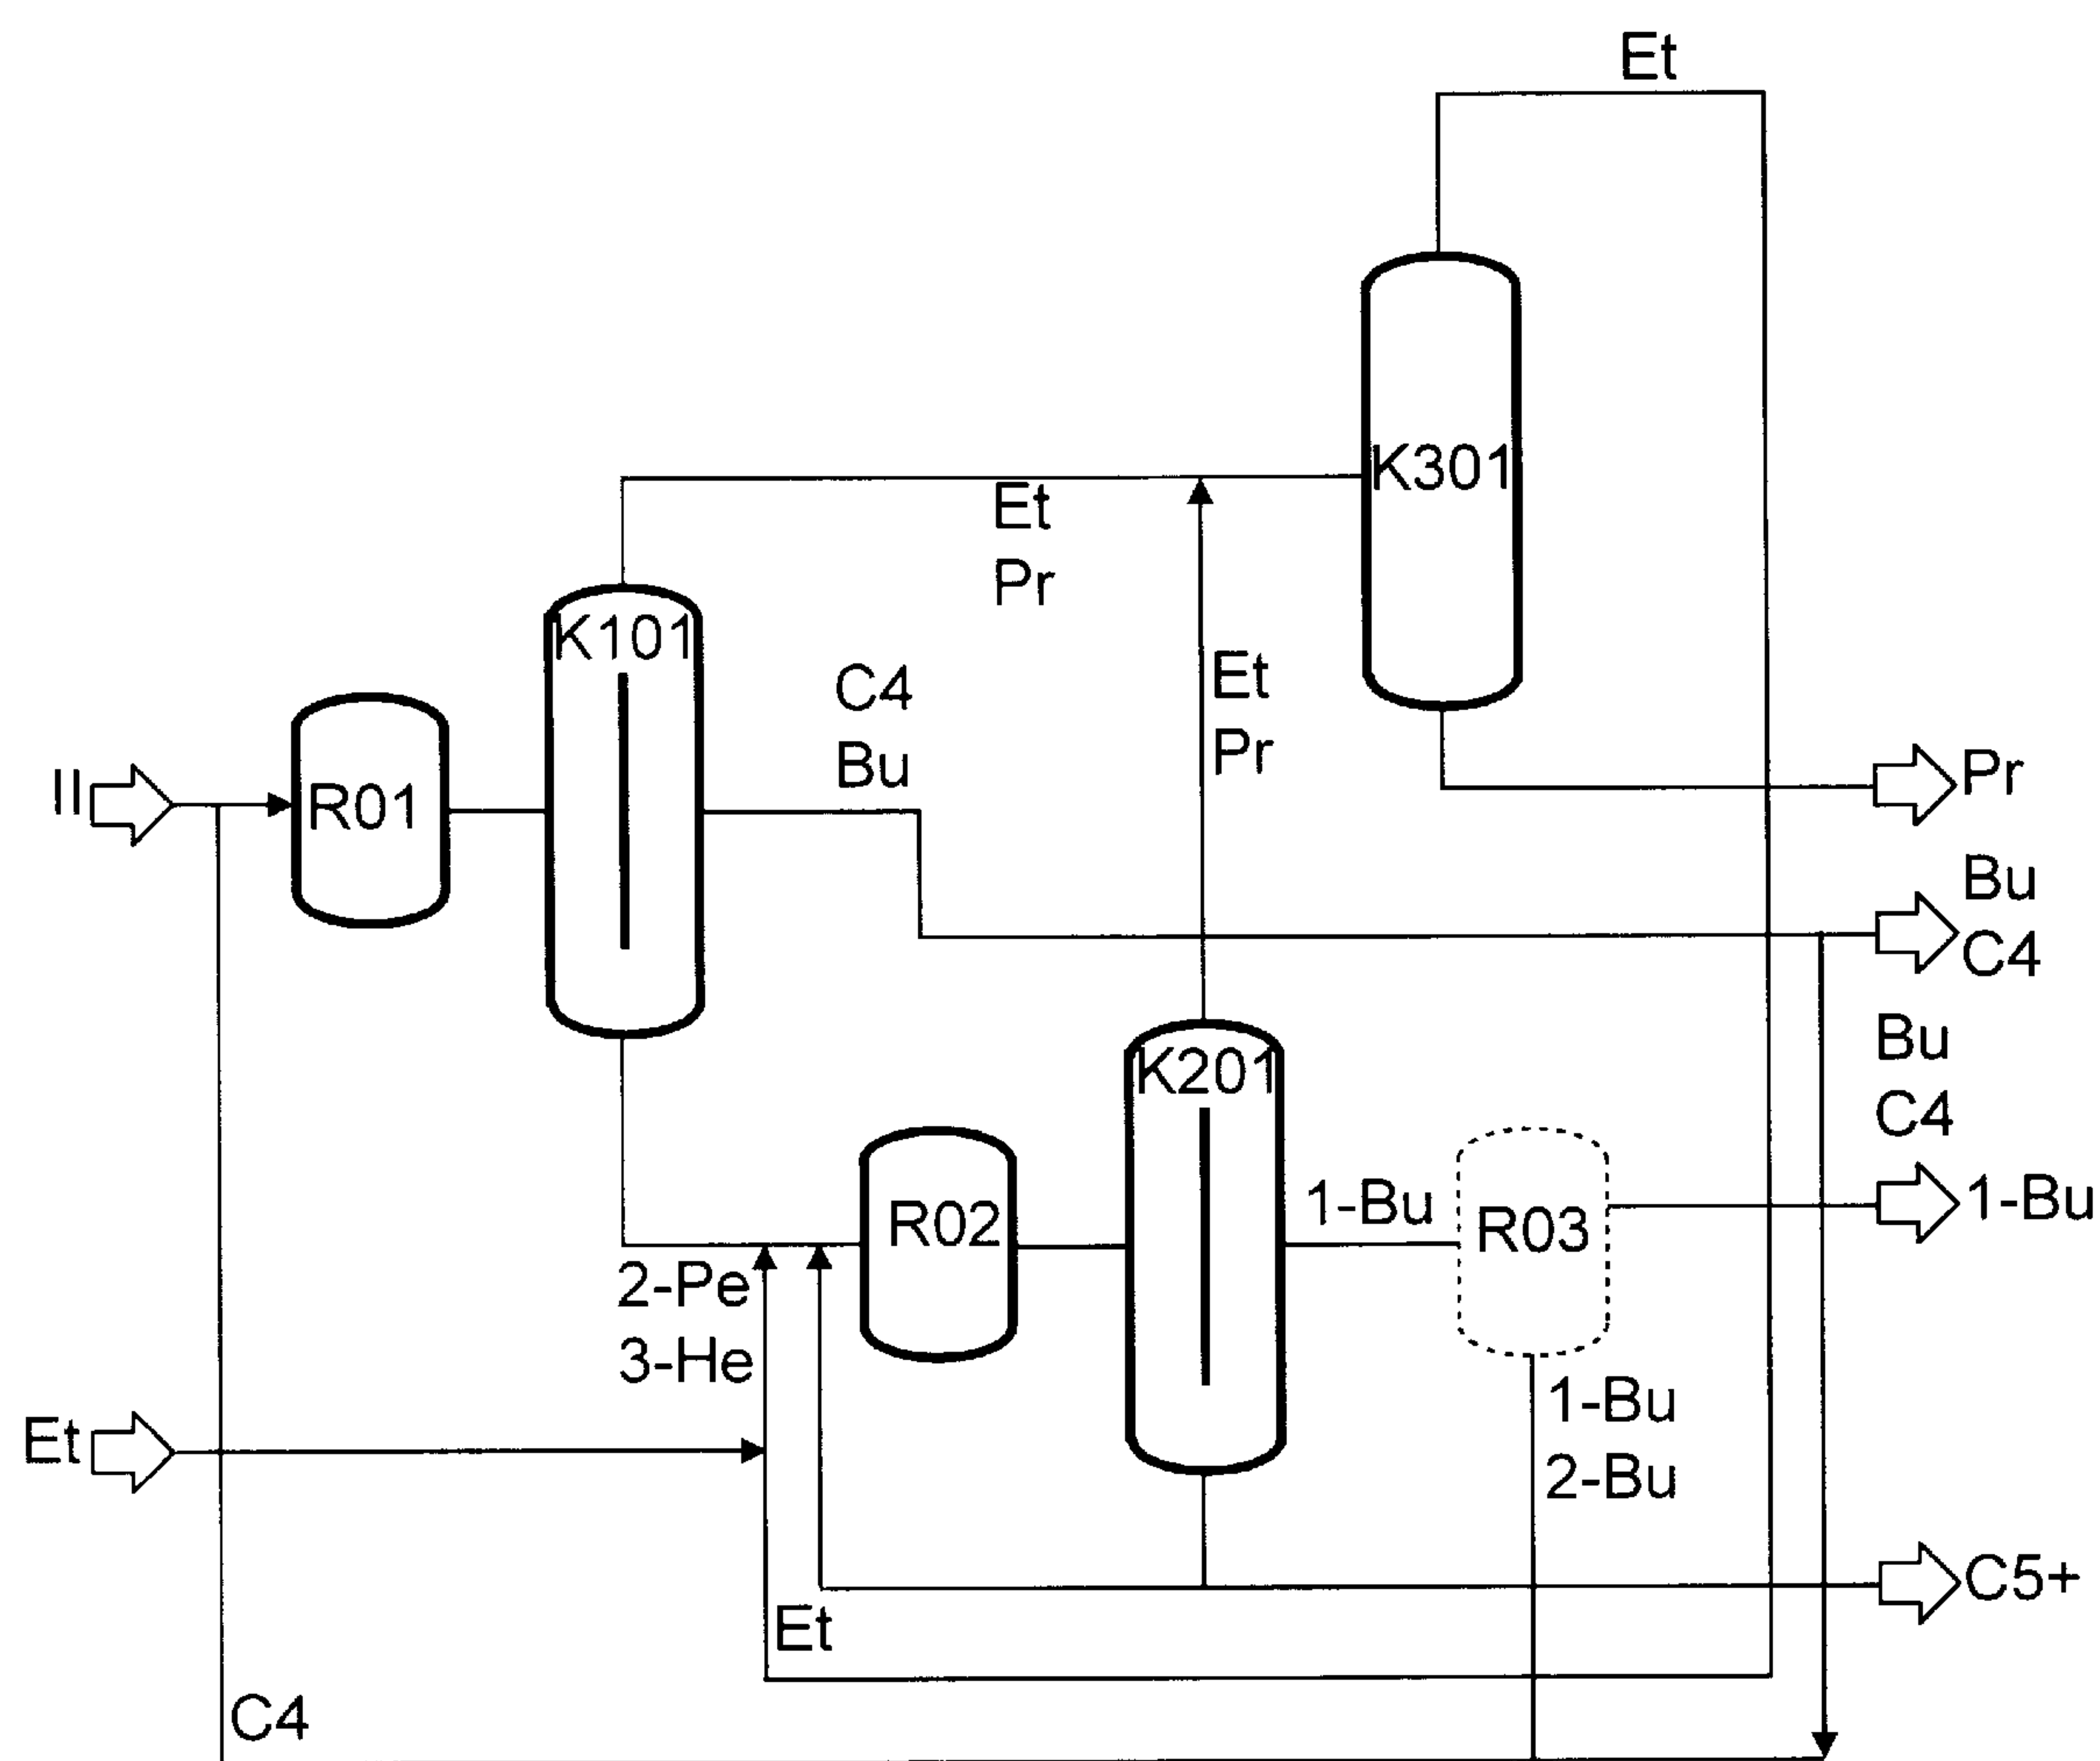 Et
K301
Et
Pr
K101
C4
Bu
Et
Pr
II
R01
Pr
Bu
C4
Bu
C4
K201
R02
1-Bu
R03
1-Bu
2-Pe
3-He
1-Bu
2-Bu
Et
C5+
Et
C4